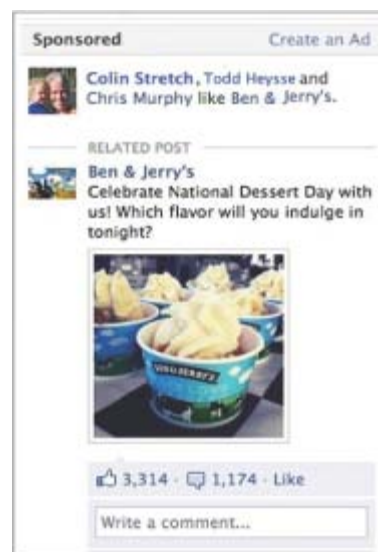 Sponsored Create an Ad
Colin Stretch, Todd Heysse and
Chris Murphy like Ben & Jerry's.
RELATED POST
Ben & Jerry's
Celebrate National Dessert Day with
us! Which flavor will you indulge in
tonight?
BEN & JERRY'S
3,314 · 1,174 · Like
Write a comment...